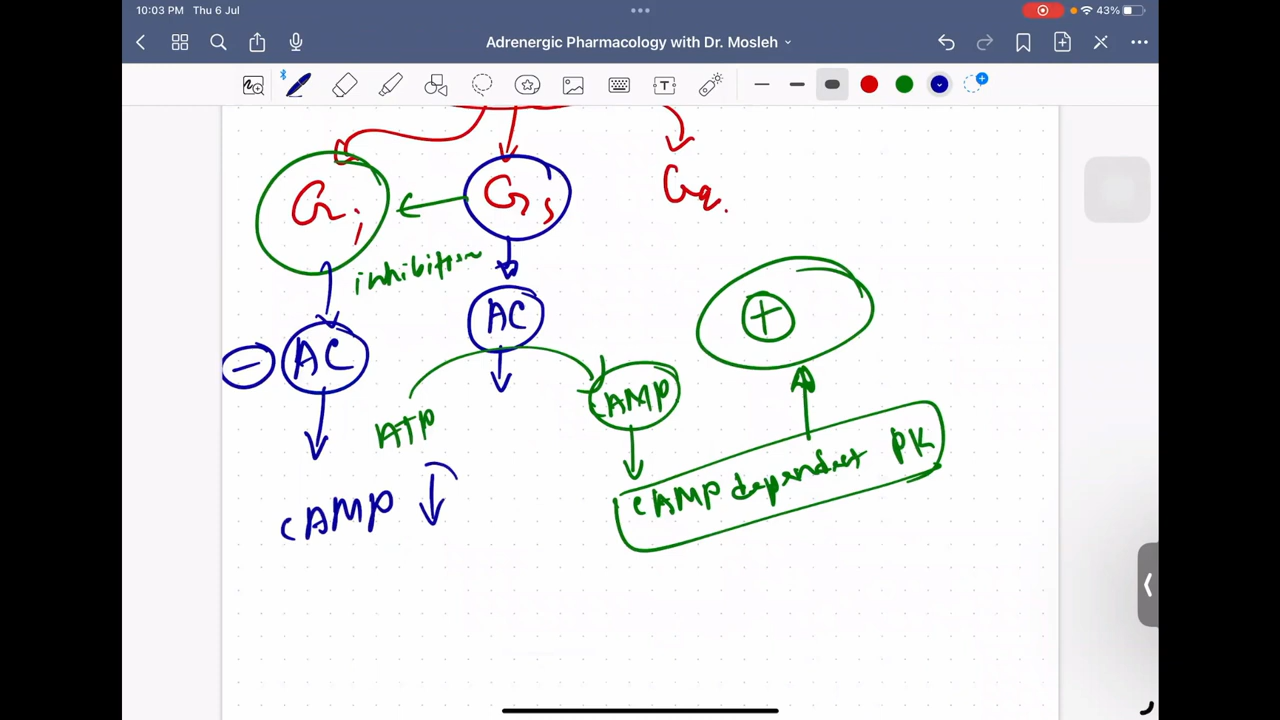 10:03 PM Thu 6 Jul
43%
Adrenergic Pharmacology with Dr. Mosleh
Gi
Gs
Gq.
inhibition
AC
+
- AC
CAMP
ATP
CAMP dependent PK
CAMP ↓